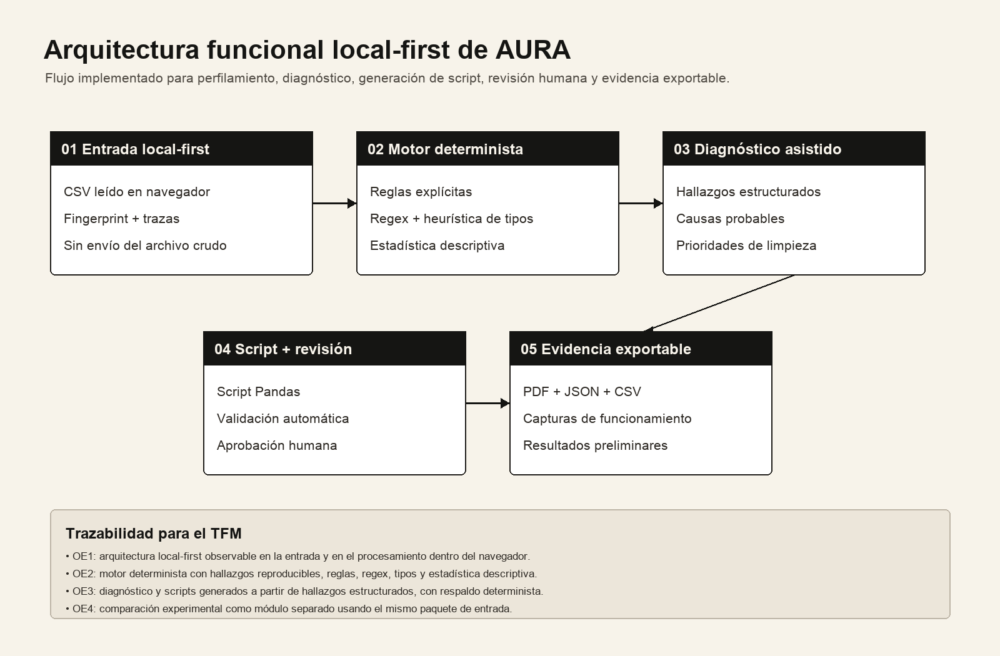 Arquitectura funcional local-first de AURA
Flujo implementado para perfilamiento, diagnóstico, generación de script, revisión humana y evidencia exportable.
01 Entrada local-first
CSV leído en navegador
Fingerprint + trazas
Sin envío del archivo crudo
02 Motor determinista
Reglas explícitas
Regex + heurística de tipos
Estadística descriptiva
03 Diagnóstico asistido
Hallazgos estructurados
Causas probables
Prioridades de limpieza
04 Script + revisión
Script Pandas
Validación automática
Aprobación humana
05 Evidencia exportable
PDF + JSON + CSV
Capturas de funcionamiento
Resultados preliminares
Trazabilidad para el TFM
• OE1: arquitectura local-first observable en la entrada y en el procesamiento dentro del navegador.
• OE2: motor determinista con hallazgos reproducibles, reglas, regex, tipos y estadística descriptiva.
• OE3: diagnóstico y scripts generados a partir de hallazgos estructurados, con respaldo determinista.
• OE4: comparación experimental como módulo separado usando el mismo paquete de entrada.